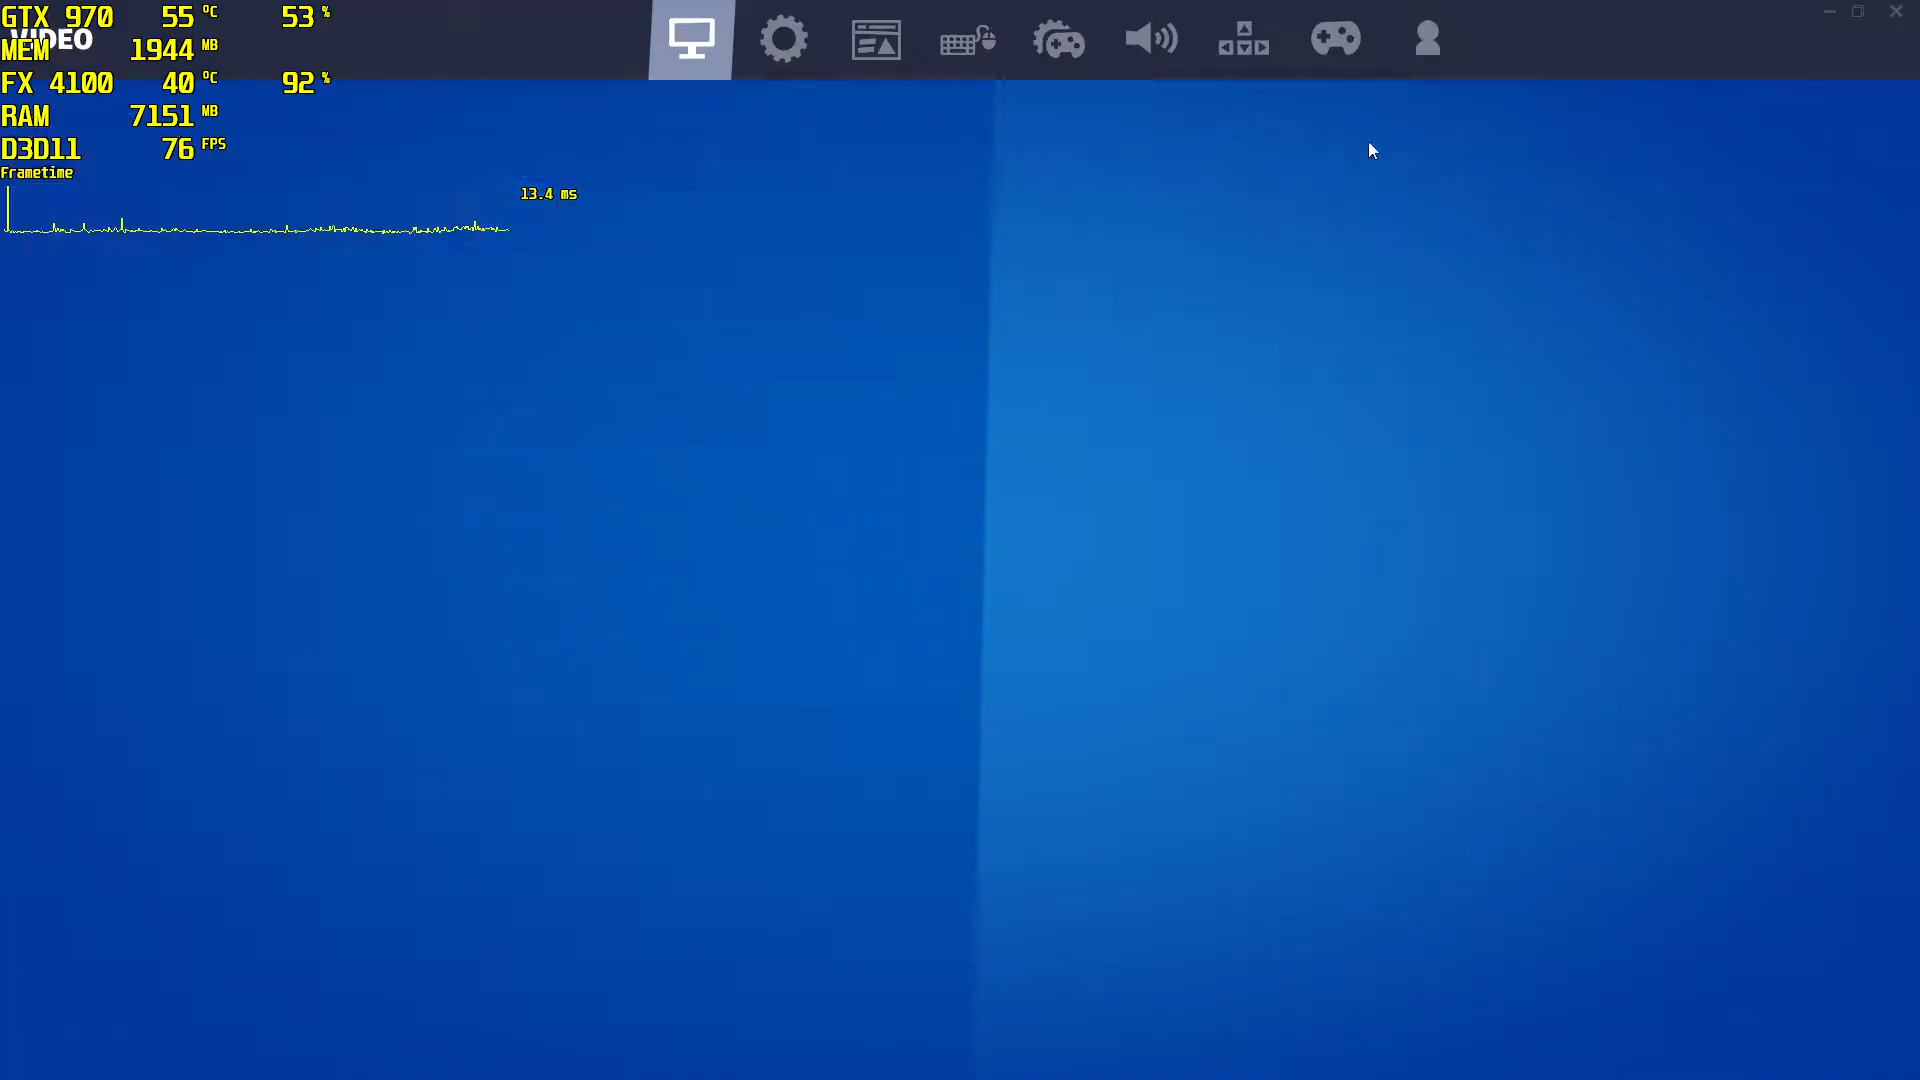 GTX 970 55 °C 53 %
VIDEO
MEM 1944 MB
FX 4100 40 °C 92 %
RAM 7151 MB
D3D11 76 FPS
Frametime
13.4 ms